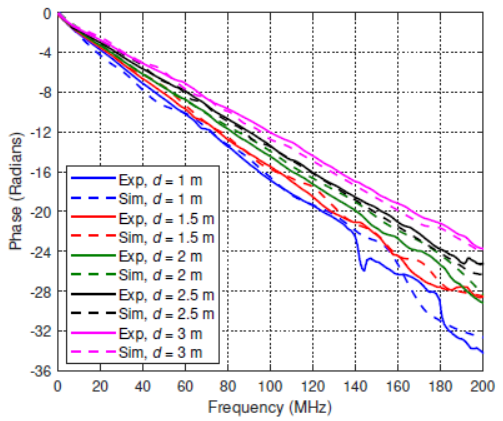 0
-4
-8
-12
-16
-20
-24
-28
-32
-36
Phase (Radians)
Exp, d = 1 m
Sim, d = 1 m
Exp, d = 1.5 m
Sim, d = 1.5 m
Exp, d = 2 m
Sim, d = 2 m
Exp, d = 2.5 m
Sim, d = 2.5 m
Exp, d = 3 m
Sim, d = 3 m
0 20 40 60 80 100 120 140 160 180 200
Frequency (MHz)